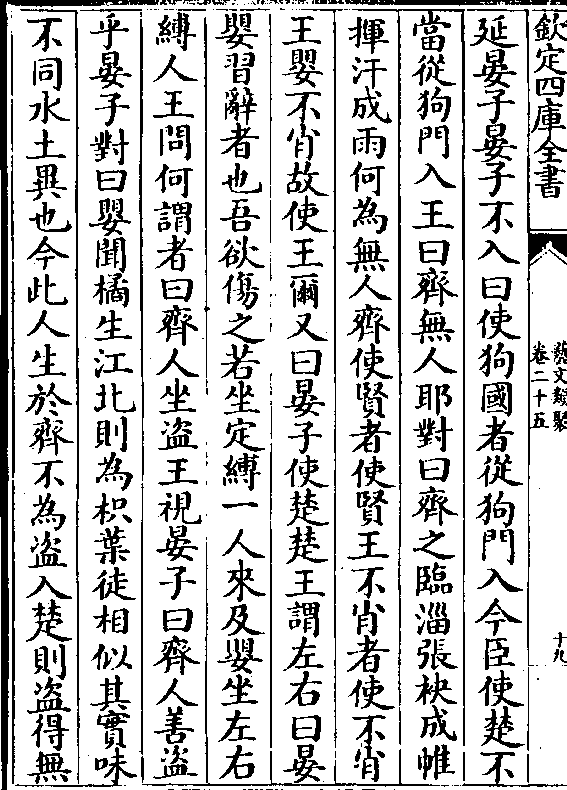 欽定四庫全書
藝文類聚
卷二十五
十九
延晏子晏子不入曰使狗國者從狗門入今臣使楚不
當從狗門入王曰齊無人耶對曰齊之臨淄張袂成帷
揮汗成雨何為無人齊使賢者使賢王不肖者使不肖
王嬰不肖故使王爾又曰晏子使楚楚王謂左右曰晏
嬰習辭者也吾欲傷之若坐定縛一人來及嬰坐左右
縛人王問何謂者曰齊人坐盜王視晏子曰齊人善盜
乎晏子對曰嬰聞橘生江北則為枳葉徒相似其實味
不同水土異也今此人生於齊不為盜入楚則盜得無